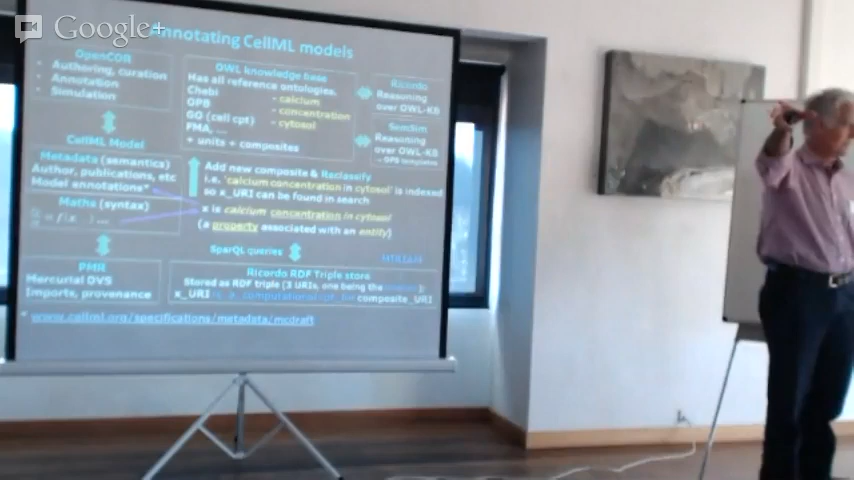 Google+
Annotating CellML models
OpenCOR
• Authoring, curation
• Annotation
• Simulation
CellML Model
Metadata (semantics)
Author, publications, etc
Model annotations*
Maths (syntax)
PMR
Mercurial DVS
Imports, provenance
OWL knowledge base
Has all reference ontologies.
Chebi - calcium
OPB - concentration
GO (cell cpt) - cytosol
FMA, ...
+ units + composites
Ricordo
Reasoning
over OWL-KB
SemSim
Reasoning
over OWL-KB
- OPB templates
Add new composite & Reclassify
i.e. 'calcium concentration in cytosol' is indexed
so x_URI can be found in search
x is calcium concentration in cytosol
(a property associated with an entity)
SparQL queries
Ricordo RDF Triple store
Stored as RDF triple (3 URIs, one being the
x_URI is_a_computational_cpt_for composite_URI
* www.cellml.org/specifications/metadata/mcdraft